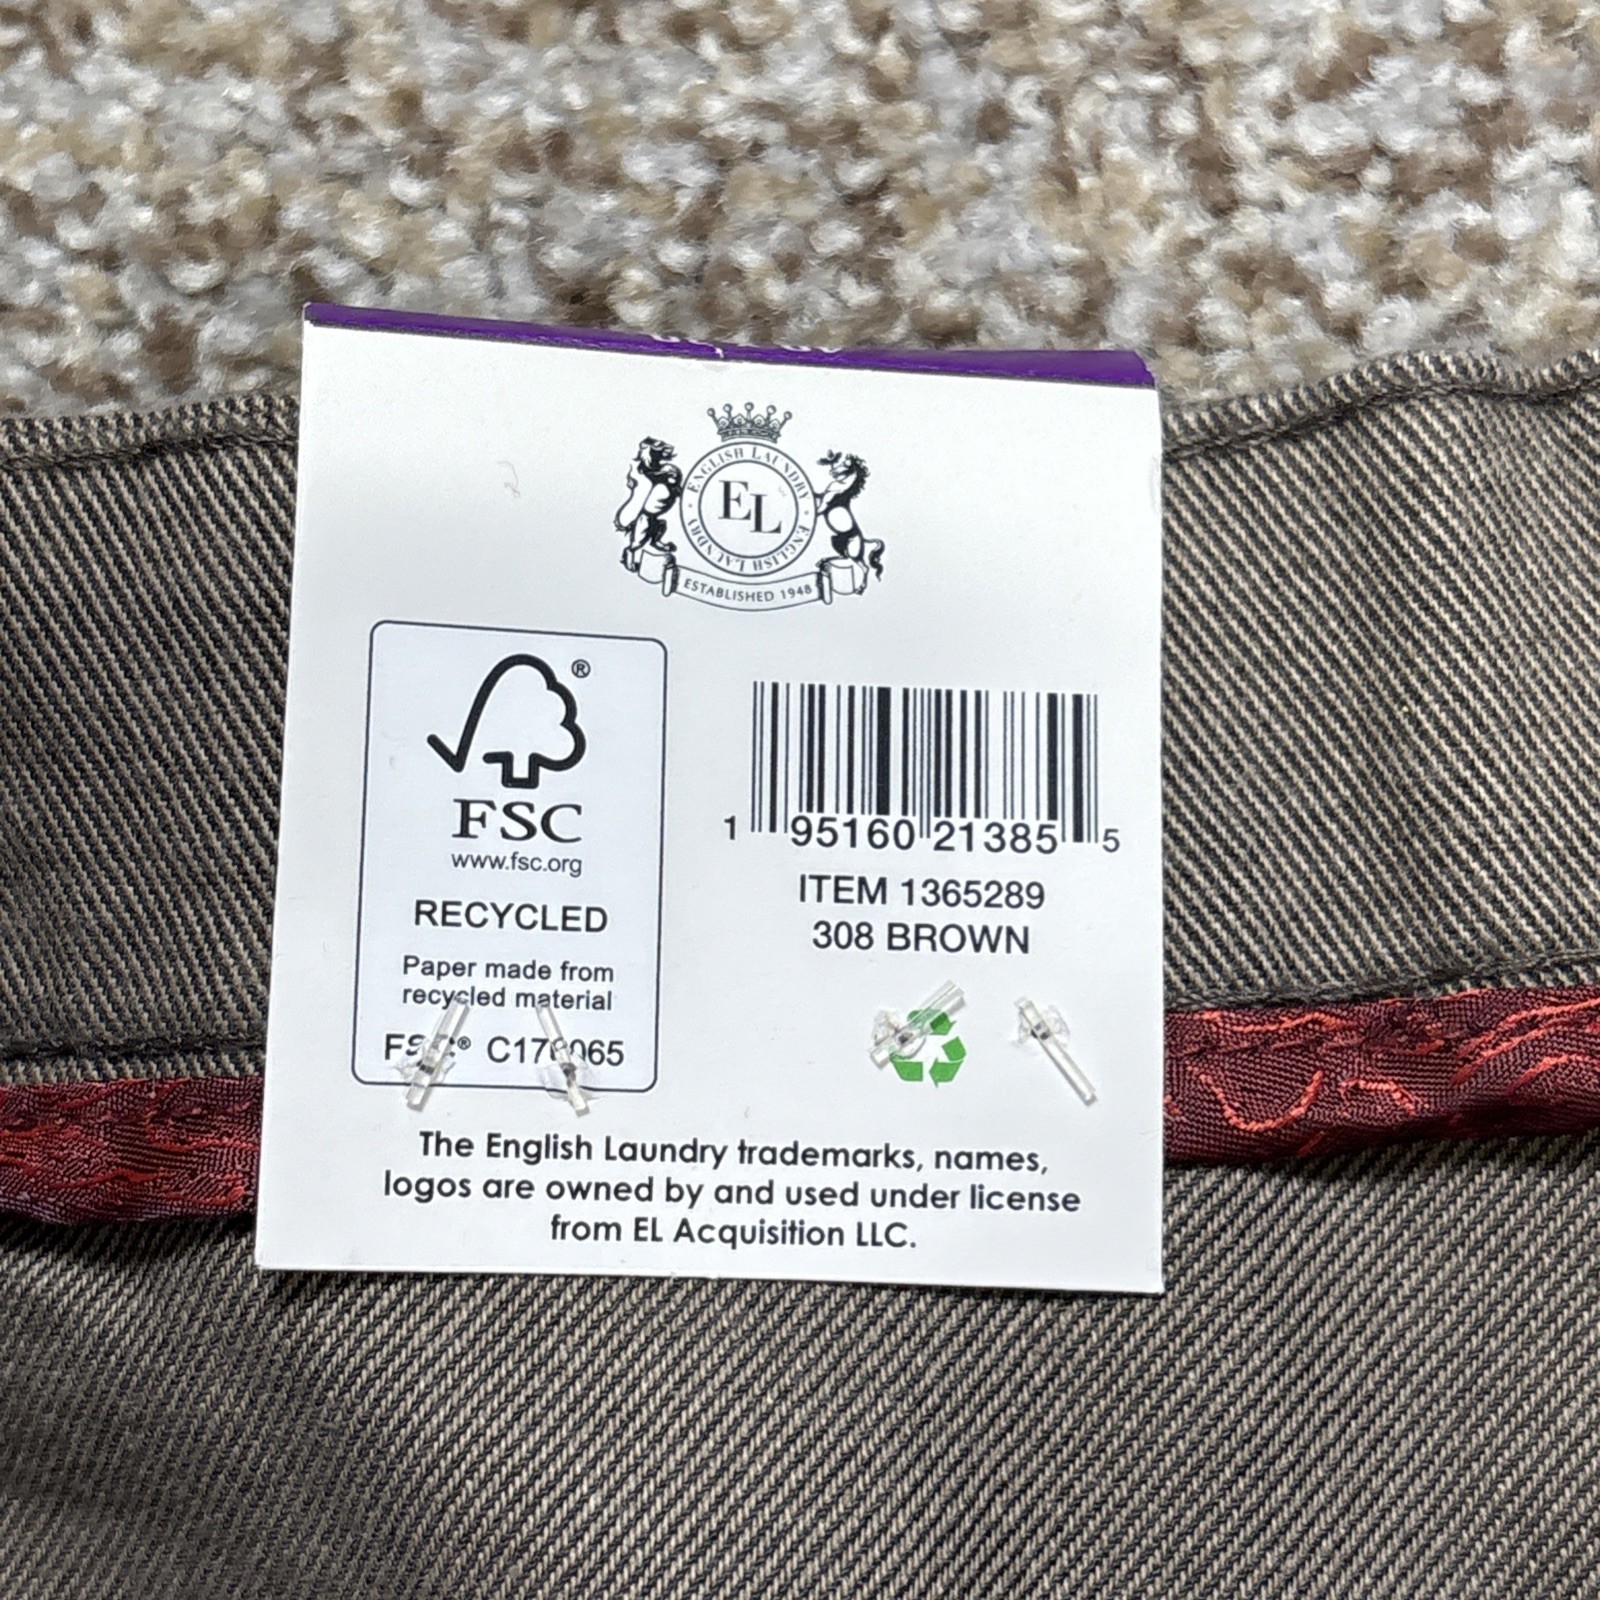 ENGLISH LAUNDRY · ENGLISH LAUNDRY ·
EL
ESTABLISHED 1948
®
FSC
www.fsc.org
RECYCLED
Paper made from
recycled material
1 95160 21385 5
ITEM 1365289
308 BROWN
The English Laundry trademarks, names,
logos are owned by and used under license
from EL Acquisition LLC.